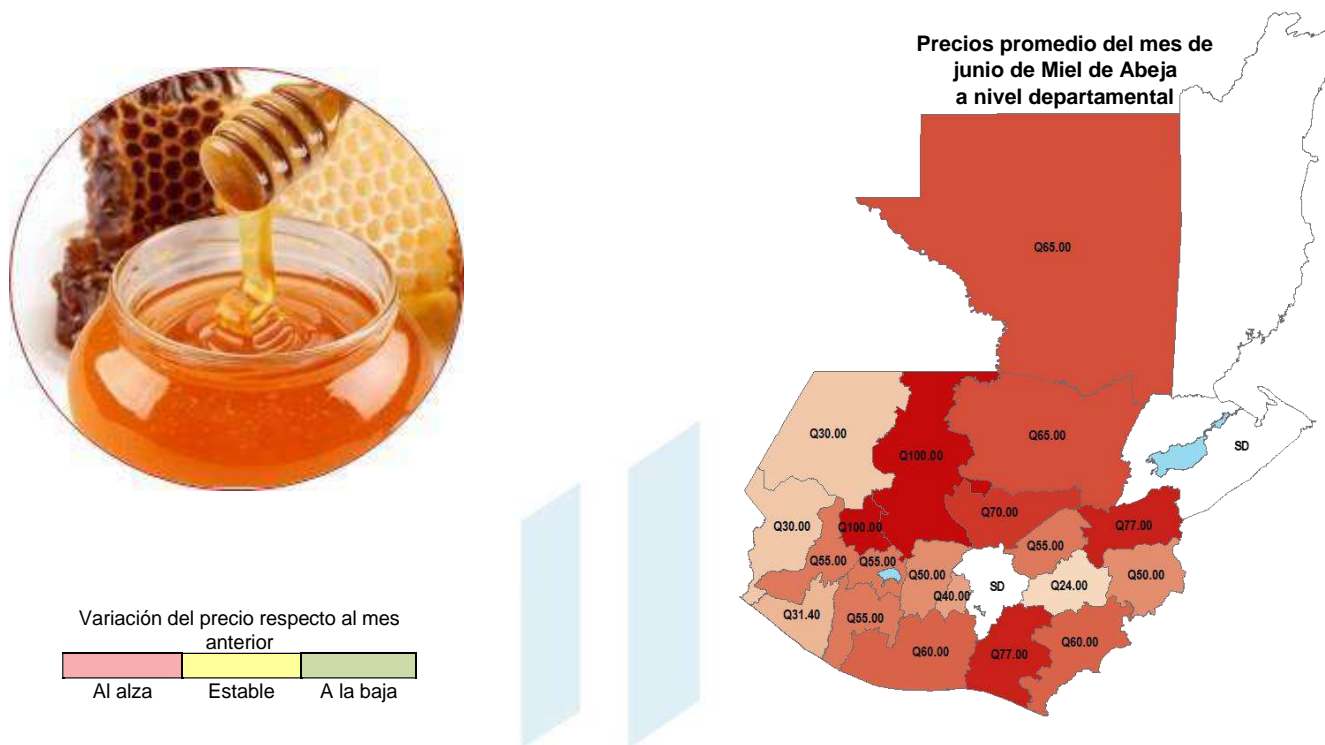 Precios promedio del mes de
junio de Miel de Abeja
a nivel departamental
Q65.00
Q30.00
Q100.00
Q65.00
SD
Q30.00
Q100.00
Q70.00
Q77.00
Q55.00
Q55.00
Q50.00
Q55.00
Q50.00
Q40.00
SD
Q24.00
Q31.40
Q55.00
Q60.00
Q77.00
Q60.00
Variación del precio respecto al mes
anterior
Al alza
Estable
A la baja